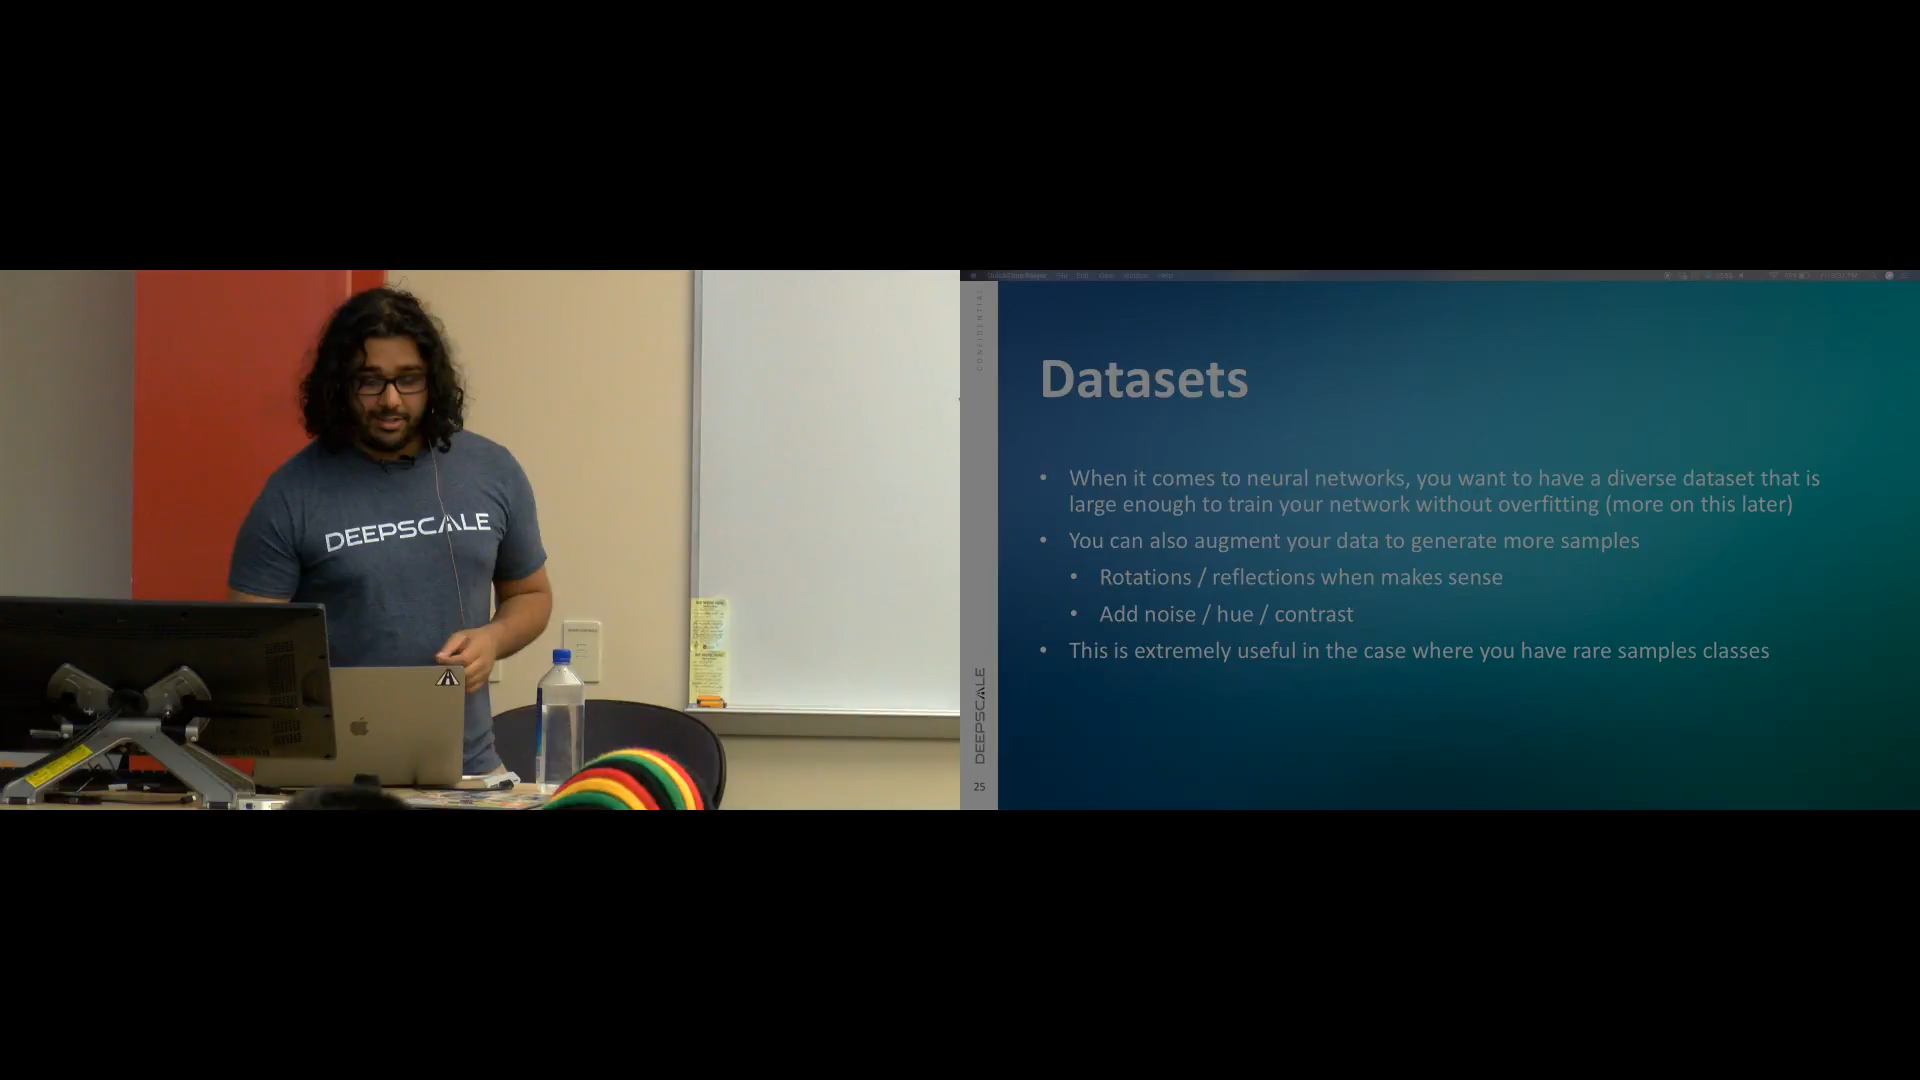 DEEPSCALE
CONFIDENTIAL
Datasets
• When it comes to neural networks, you want to have a diverse dataset that is
large enough to train your network without overfitting (more on this later)
• You can also augment your data to generate more samples
• Rotations / reflections when makes sense
• Add noise / hue / contrast
• This is extremely useful in the case where you have rare samples classes
DEEPSCALE
25